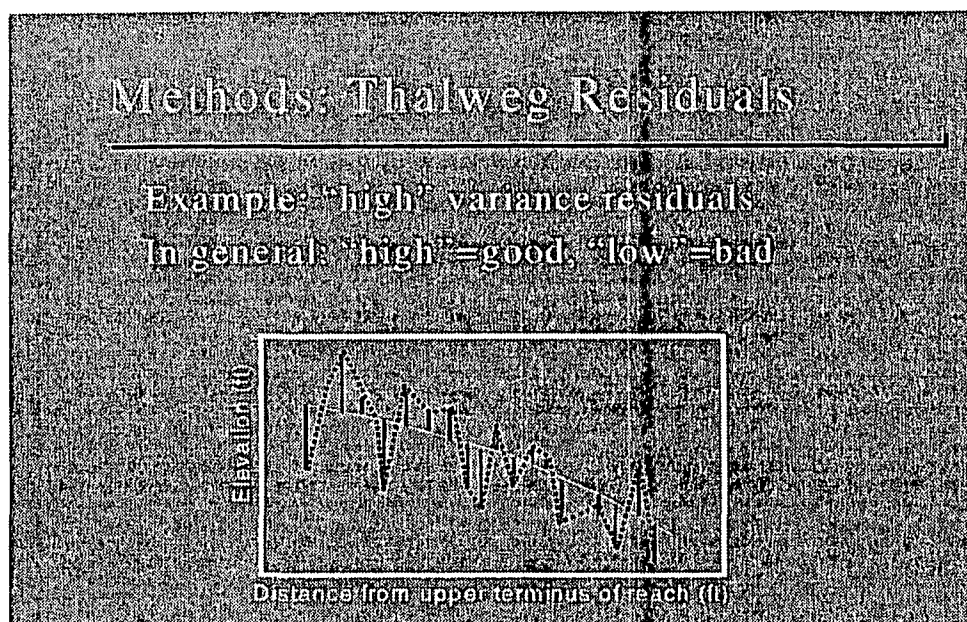 Methods: Thalweg Residuals
Example: "high" variance residuals
In general: "high"=good, "low"=bad
Elvation (ft)
Distance from upper terminus of reach (ft)